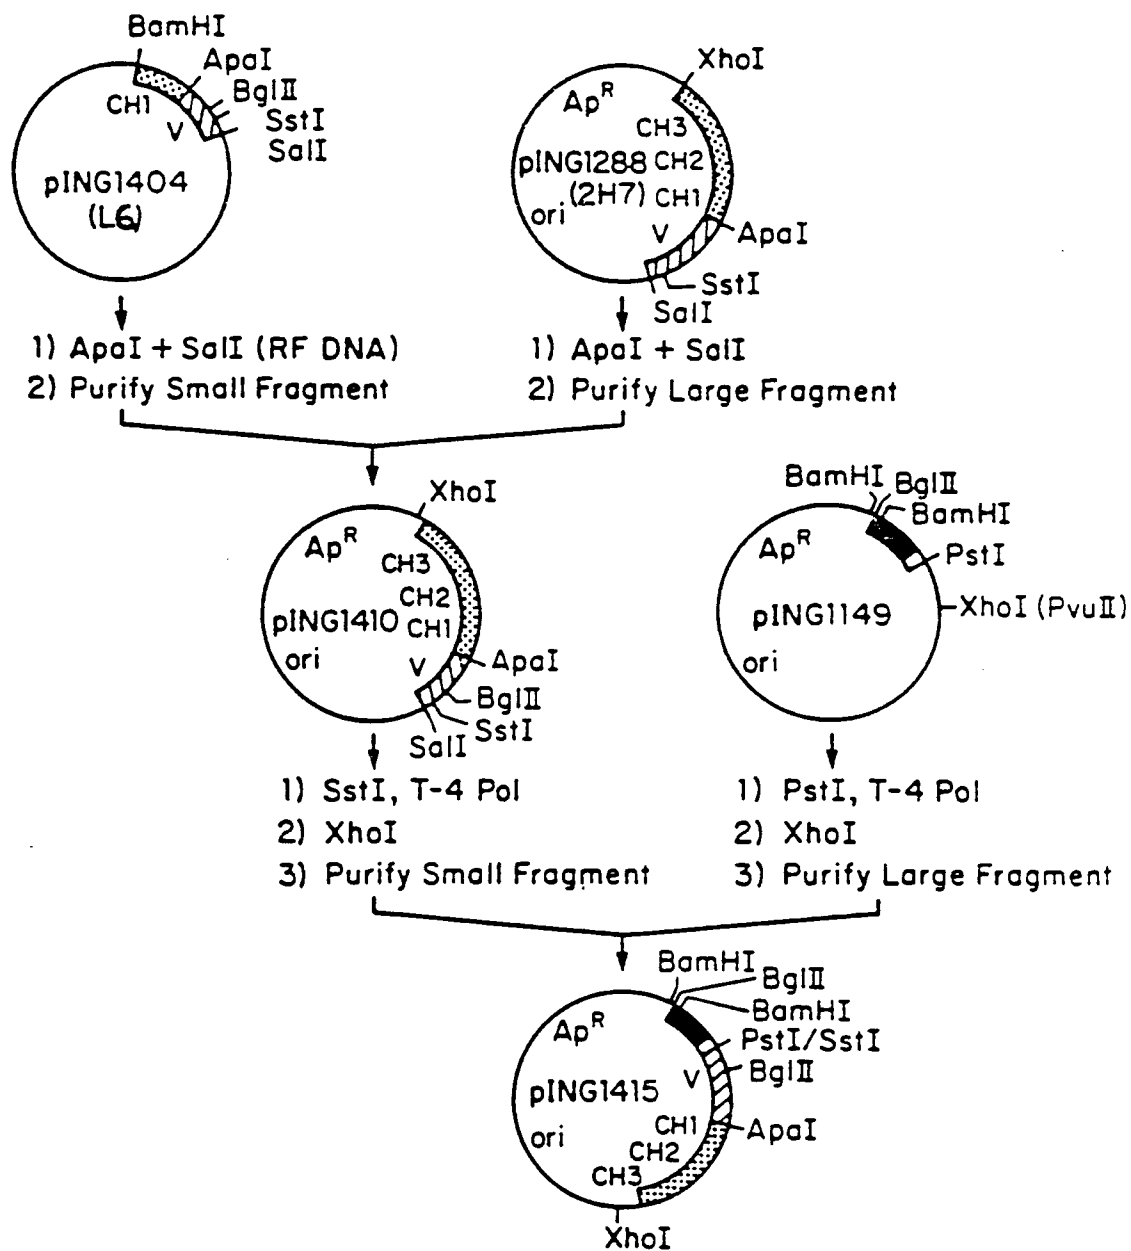 BamHI
ApaI
BglII
SstI
SalI
CH1
V
pING1404
(L6)
XhoI
Ap^R
CH3
pING1288 CH2
(2H7) CH1
ori
V
ApaI
SstI
SalI
1) ApaI + SalI (RF DNA)
2) Purify Small Fragment
1) ApaI + SalI
2) Purify Large Fragment
XhoI
Ap^R
CH3
CH2
pING1410 CH1
ori
V
ApaI
BglII
SstI
SalI
BamHI
BglII
BamHI
Ap^R
PstI
pING1149
XhoI (PvuII)
ori
1) SstI, T-4 Pol
2) XhoI
3) Purify Small Fragment
1) PstI, T-4 Pol
2) XhoI
3) Purify Large Fragment
BamHI
BglII
BamHI
Ap^R
PstI/SstI
V
BglII
pING1415
CH1
ApaI
ori
CH2
CH3
XhoI